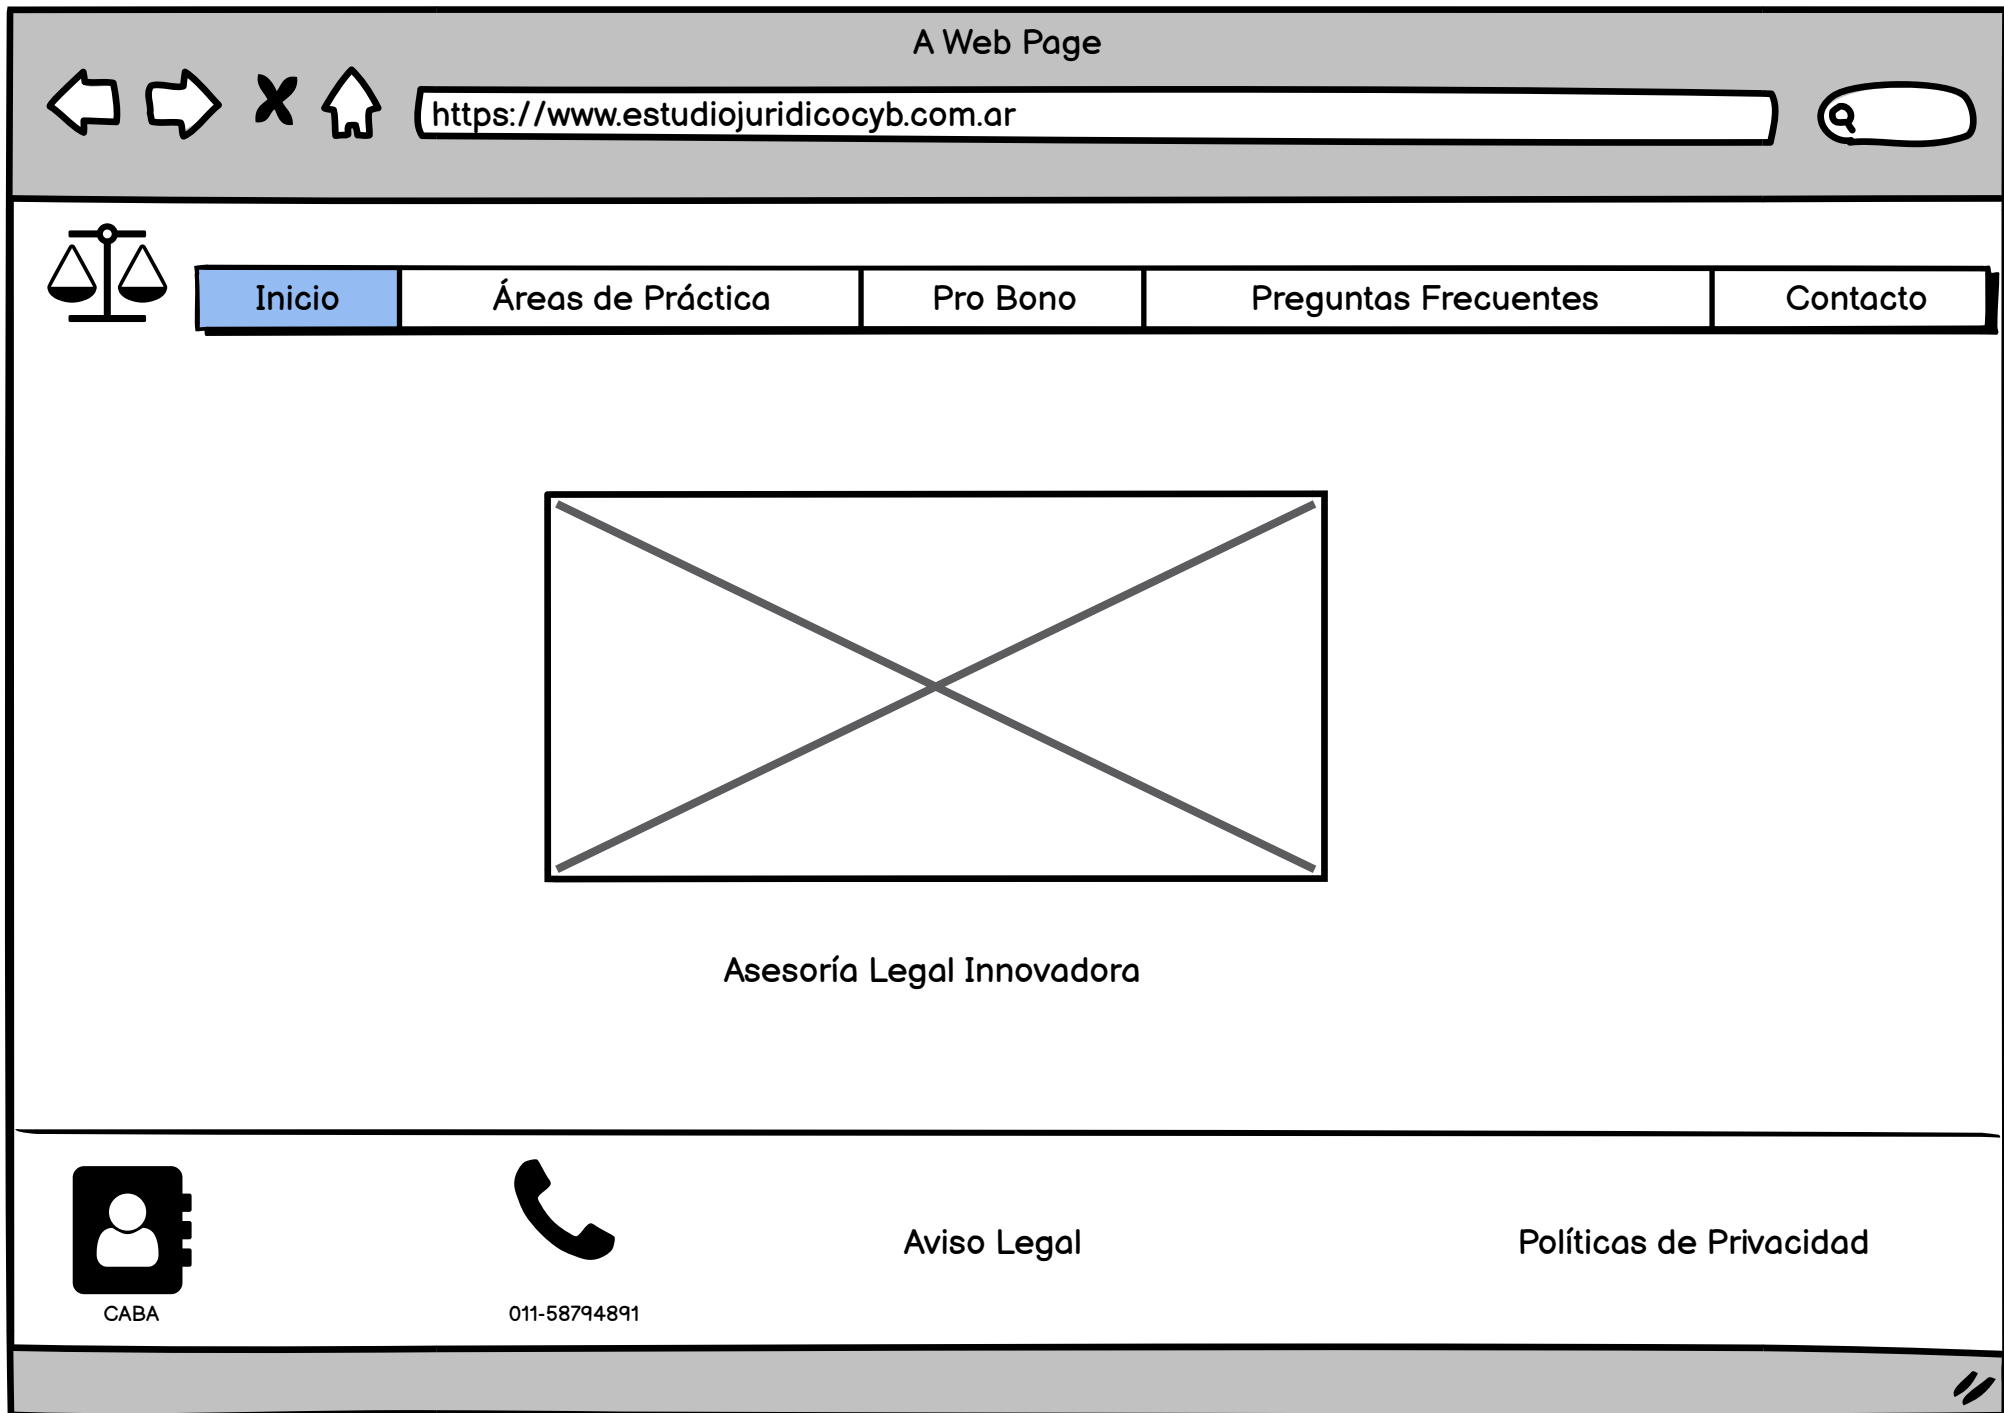 A Web Page
https://www.estudiojuridicocyb.com.ar
Inicio
Áreas de Práctica
Pro Bono
Preguntas Frecuentes
Contacto
Asesoría Legal Innovadora
Aviso Legal
Políticas de Privacidad
CABA
011-58794891